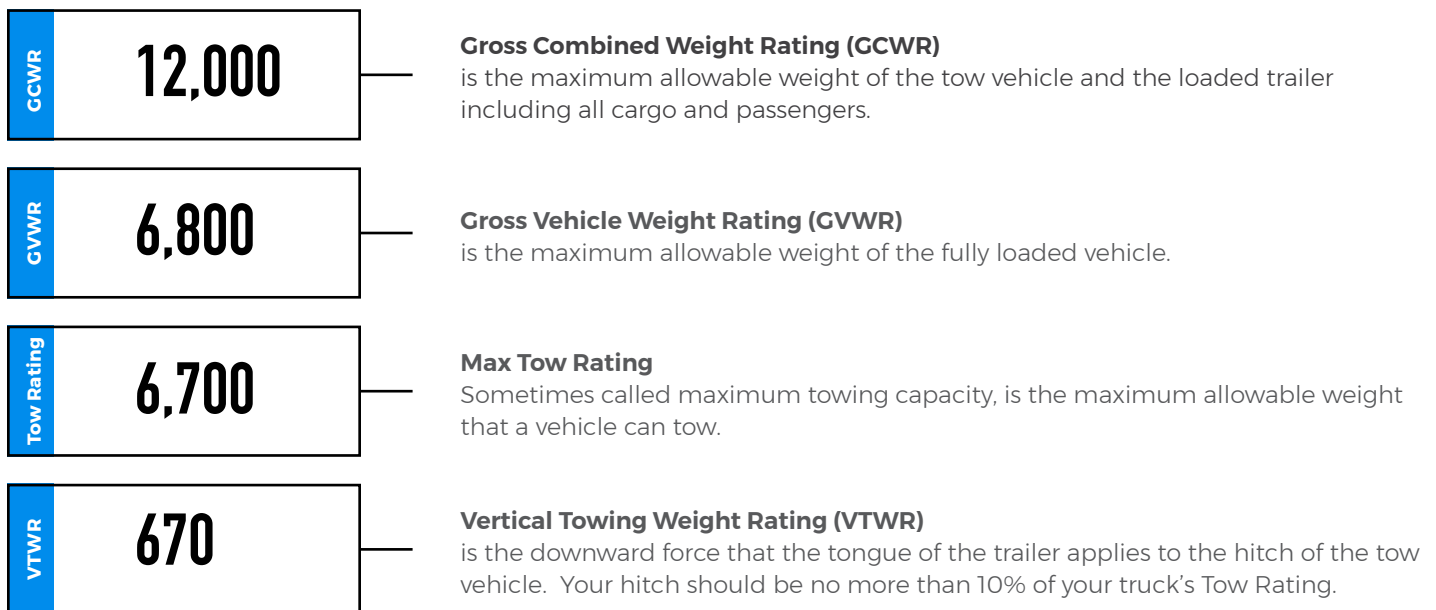 GCWR
12,000
Gross Combined Weight Rating (GCWR)
is the maximum allowable weight of the tow vehicle and the loaded trailer
including all cargo and passengers.
GVWR
6,800
Gross Vehicle Weight Rating (GVWR)
is the maximum allowable weight of the fully loaded vehicle.
Tow Rating
6,700
Max Tow Rating
Sometimes called maximum towing capacity, is the maximum allowable weight
that a vehicle can tow.
VTWR
670
Vertical Towing Weight Rating (VTWR)
is the downward force that the tongue of the trailer applies to the hitch of the tow
vehicle.  Your hitch should be no more than 10% of your truck's Tow Rating.